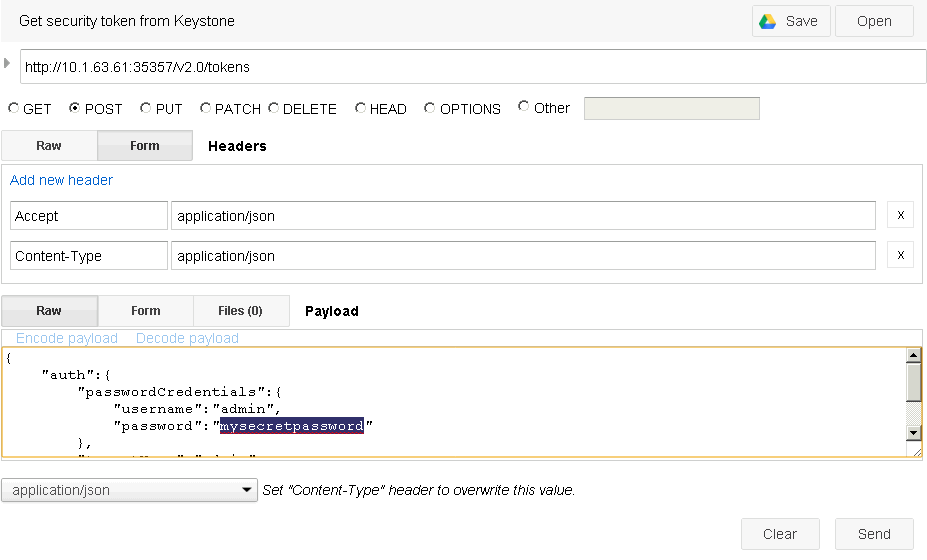 Get security token from Keystone Save Open
http://10.1.63.61:35357/v2.0/tokens
GET POST PUT PATCH DELETE HEAD OPTIONS Other
Raw Form Headers
Add new header
Accept application/json x
Content-Type application/json x
Raw Form Files (0) Payload
Encode payload Decode payload
{
"auth":{
"passwordCredentials":{
"username":"admin",
"password":"mysecretpassword"
},
application/json Set "Content-Type" header to overwrite this value.
Clear Send